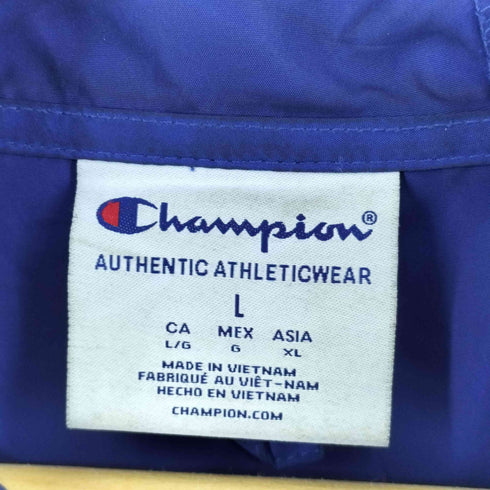 Champion®
AUTHENTIC ATHLETICWEAR
L
CA MEX ASIA
L/G G XL
MADE IN VIETNAM
FABRIQUÉ AU VIÊT-NAM
HECHO EN VIETNAM
CHAMPION.COM